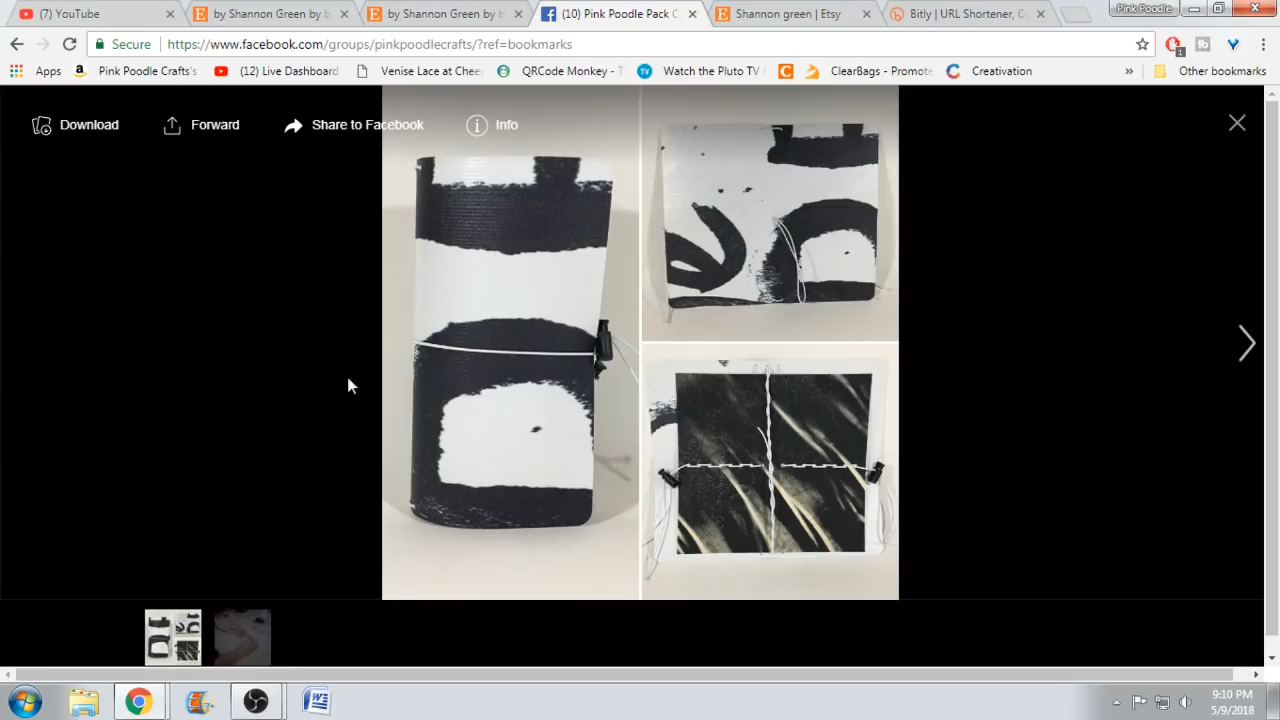 (7) YouTube
by Shannon Green by b
by Shannon Green by b
(10) Pink Poodle Pack C
Shannon green | Etsy
Bitly | URL Shortener, C
Pink Poodle
Secure
https://www.facebook.com/groups/pinkpoodlecrafts/?ref=bookmarks
1
Apps
Pink Poodle Crafts's
(12) Live Dashboard
Venise Lace at Chee
QRCode Monkey - T
Watch the Pluto TV
ClearBags - Promote
Creativation
»
Other bookmarks
Download
Forward
Share to Facebook
Info
9:10 PM
5/9/2018